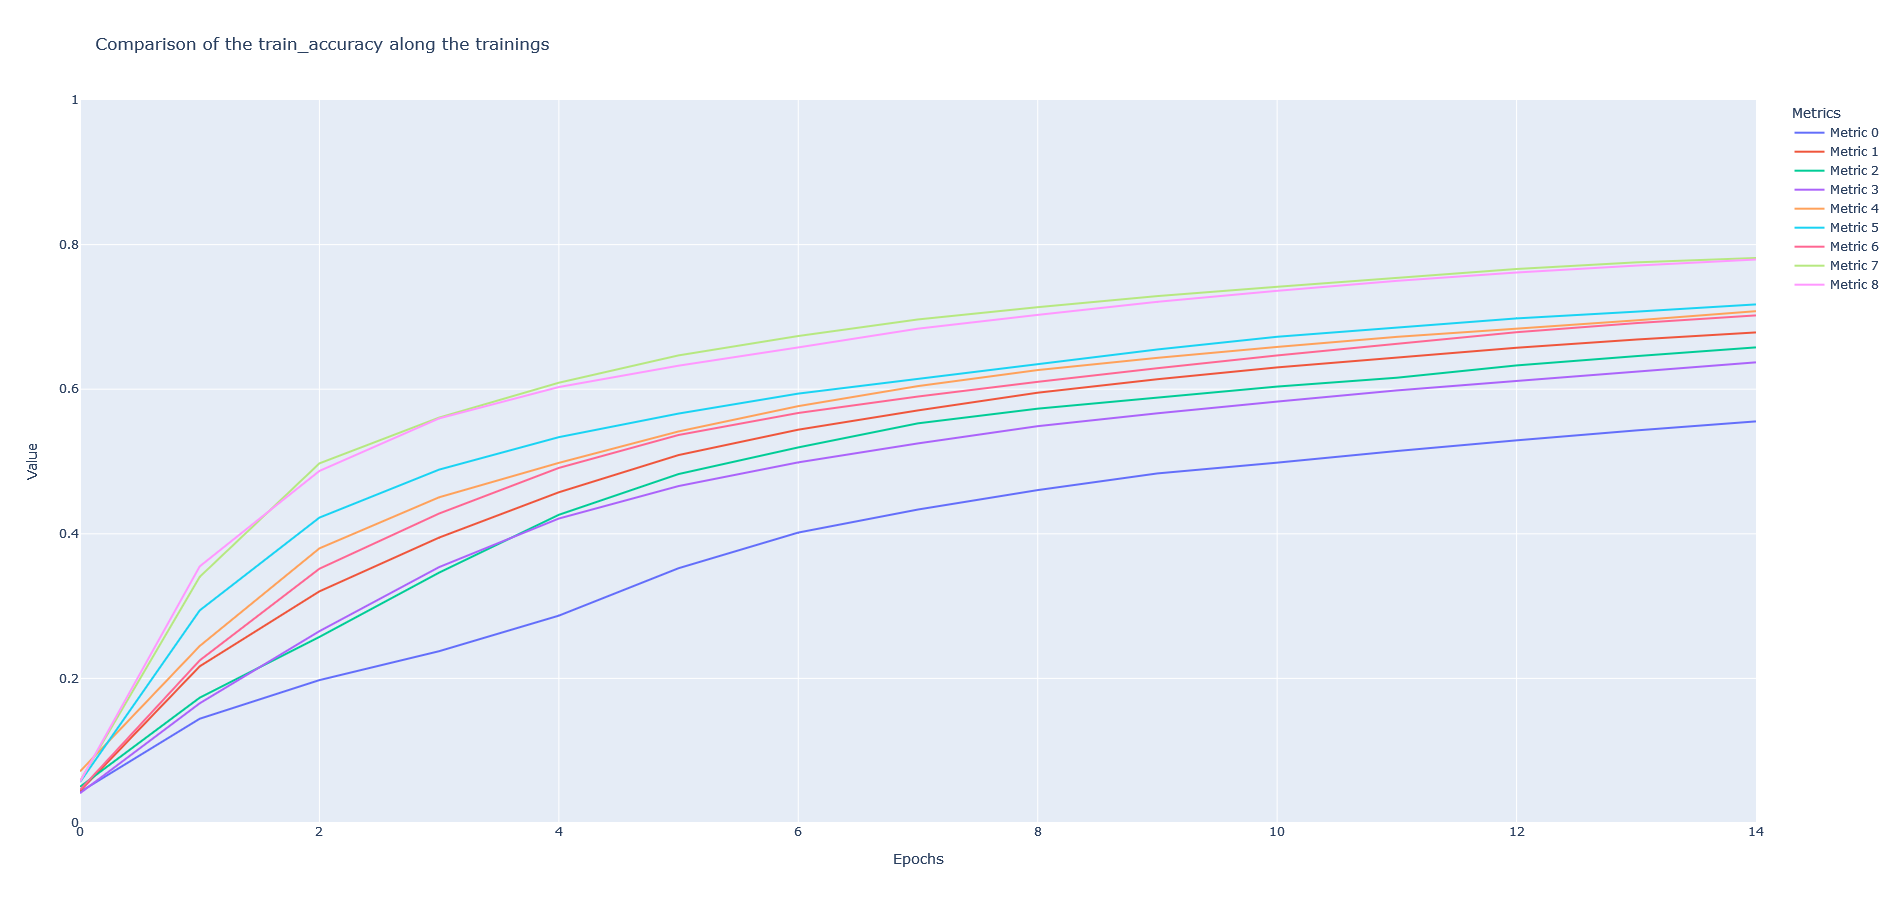 Comparison of the train_accuracy along the trainings
1
0.8
0.6
0.4
0.2
0
Value
0 2 4 6 8 10 12 14
Epochs
Metrics
Metric 0
Metric 1
Metric 2
Metric 3
Metric 4
Metric 5
Metric 6
Metric 7
Metric 8